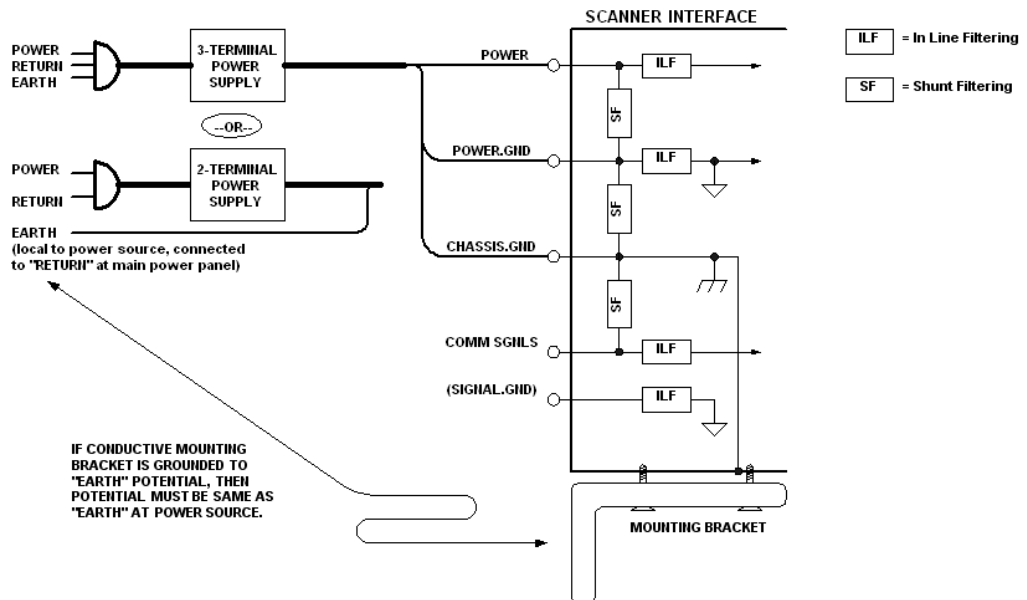 SCANNER INTERFACE
ILF = In Line Filtering
SF = Shunt Filtering
POWER
RETURN
EARTH
3-TERMINAL
POWER
SUPPLY
--OR--
POWER
RETURN
2-TERMINAL
POWER
SUPPLY
EARTH
(local to power source, connected
to "RETURN" at main power panel)
POWER
ILF
SF
POWER.GND
ILF
SF
CHASSIS.GND
SF
COMM SGNLS
ILF
(SIGNAL.GND)
ILF
IF CONDUCTIVE MOUNTING
BRACKET IS GROUNDED TO
"EARTH" POTENTIAL, THEN
POTENTIAL MUST BE SAME AS
"EARTH" AT POWER SOURCE.
MOUNTING BRACKET